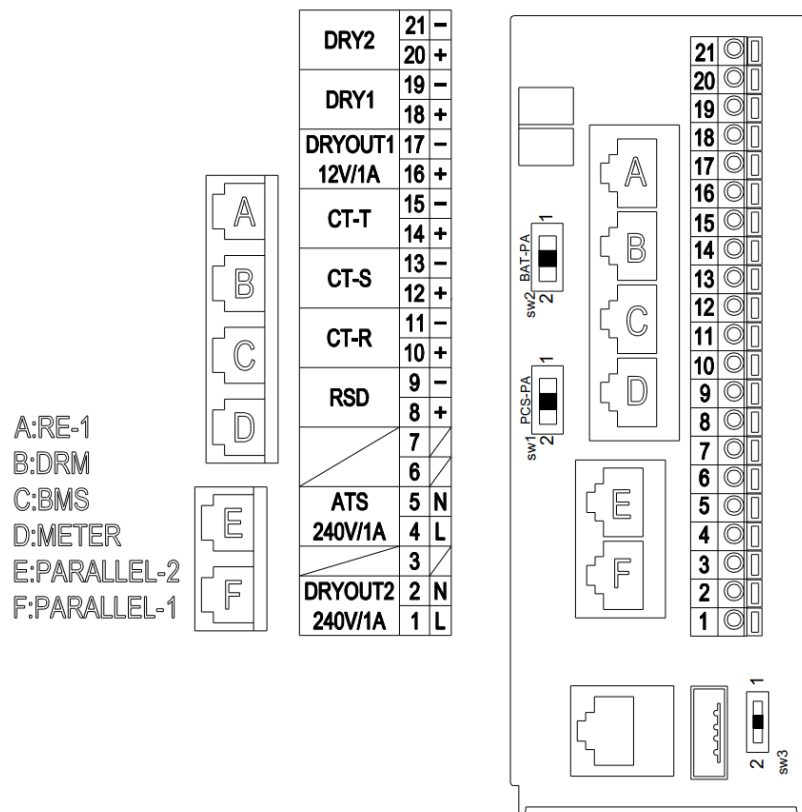 DRY2 21 −
20 +
DRY1 19 −
18 +
DRYOUT1 17 −
12V/1A 16 +
CT-T 15 −
14 +
CT-S 13 −
12 +
CT-R 11 −
10 +
RSD 9 −
8 +
7
6
ATS 5 N
240V/1A 4 L
3
DRYOUT2 2 N
240V/1A 1 L
A
B
C
D
E
F
A:RE-1
B:DRM
C:BMS
D:METER
E:PARALLEL-2
F:PARALLEL-1
21
20
19
18
17
16
15
14
13
12
11
10
9
8
7
6
5
4
3
2
1
A
B
C
D
E
F
BAT-PA
1
2
sw2
PCS-PA
1
2
sw1
1
2
sw3